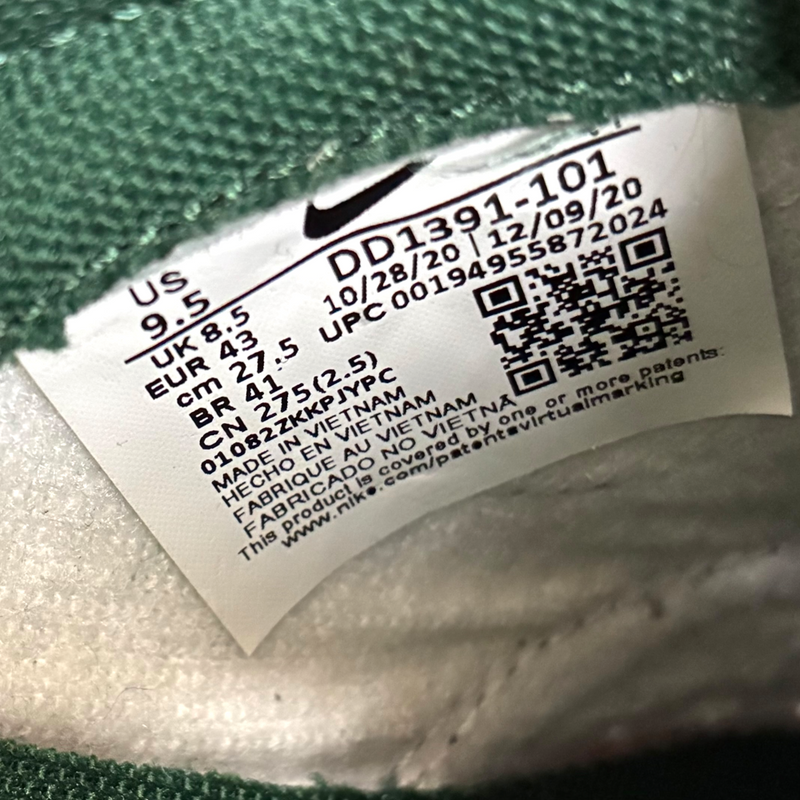 US
9.5
UK 8.5
EUR 43
cm 27.5
BR 41
CN 275(2.5)
01082ZKKPJYPC
MADE IN VIETNAM
HECHO EN VIETNAM
FABRIQUE AU VIETNAM
FABRICADO NO VIETNÃ
This product is covered by one or more patents:
www.nike.com/patentsvirtualmarking
DD1391-101
10/28/20 | 12/09/20
UPC 00194955872024